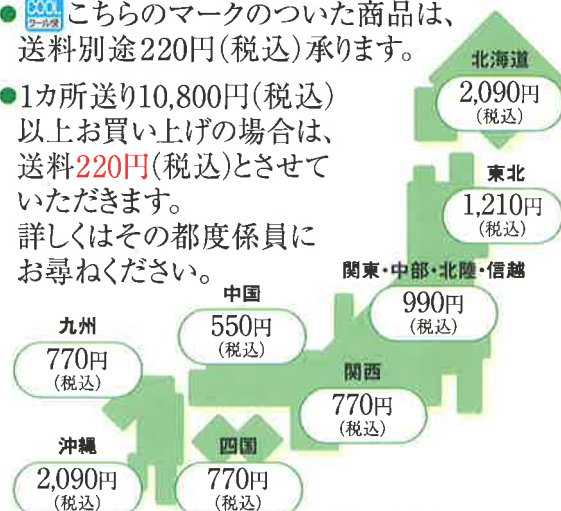 ● COOL クール便 こちらのマークのついた商品は、
送料別途220円(税込)承ります。
●1カ所送り10,800円(税込)
以上お買い上げの場合は、
送料220円(税込)とさせて
いただきます。
詳しくはその都度係員に
お尋ねください。
北海道
2,090円
(税込)
東北
1,210円
(税込)
関東・中部・北陸・信越
990円
(税込)
中国
550円
(税込)
九州
770円
(税込)
関西
770円
(税込)
沖縄
2,090円
(税込)
四国
770円
(税込)